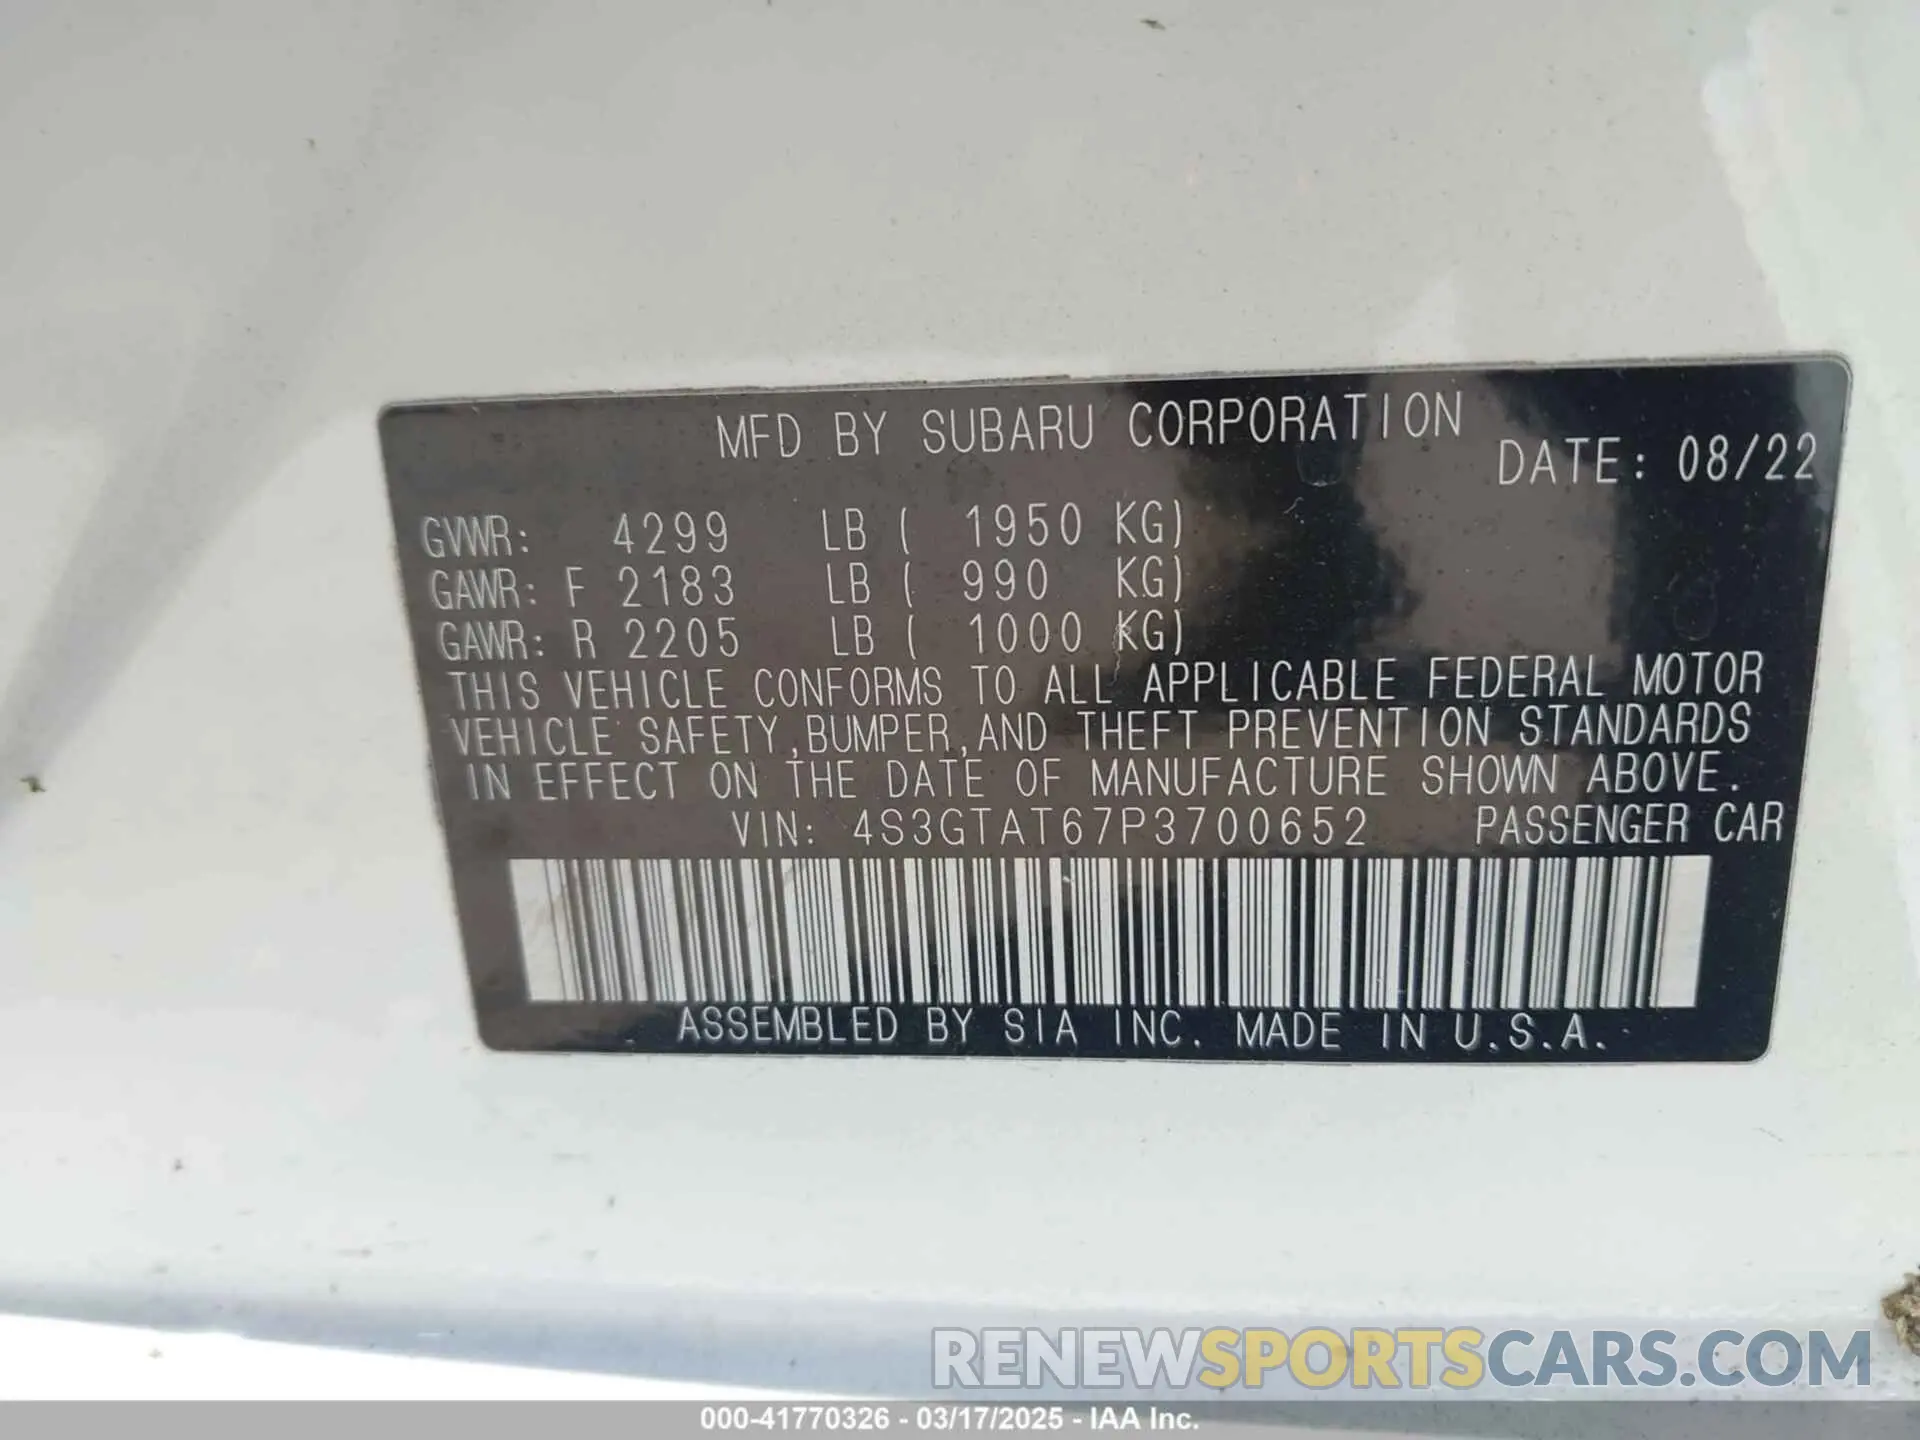 MFD BY SUBARU CORPORATION
DATE: 08/22
GVWR: 4299 LB ( 1950 KG)
GAWR: F 2183 LB ( 990 KG)
GAWR: R 2205 LB ( 1000 KG)
THIS VEHICLE CONFORMS TO ALL APPLICABLE FEDERAL MOTOR
VEHICLE SAFETY,BUMPER,AND THEFT PREVENTION STANDARDS
IN EFFECT ON THE DATE OF MANUFACTURE SHOWN ABOVE.
VIN: 4S3GTAT67P3700652 PASSENGER CAR
ASSEMBLED BY SIA INC. MADE IN U.S.A.
RENEWSPORTSCARS.COM
000-41770326 - 03/17/2025 - IAA Inc.